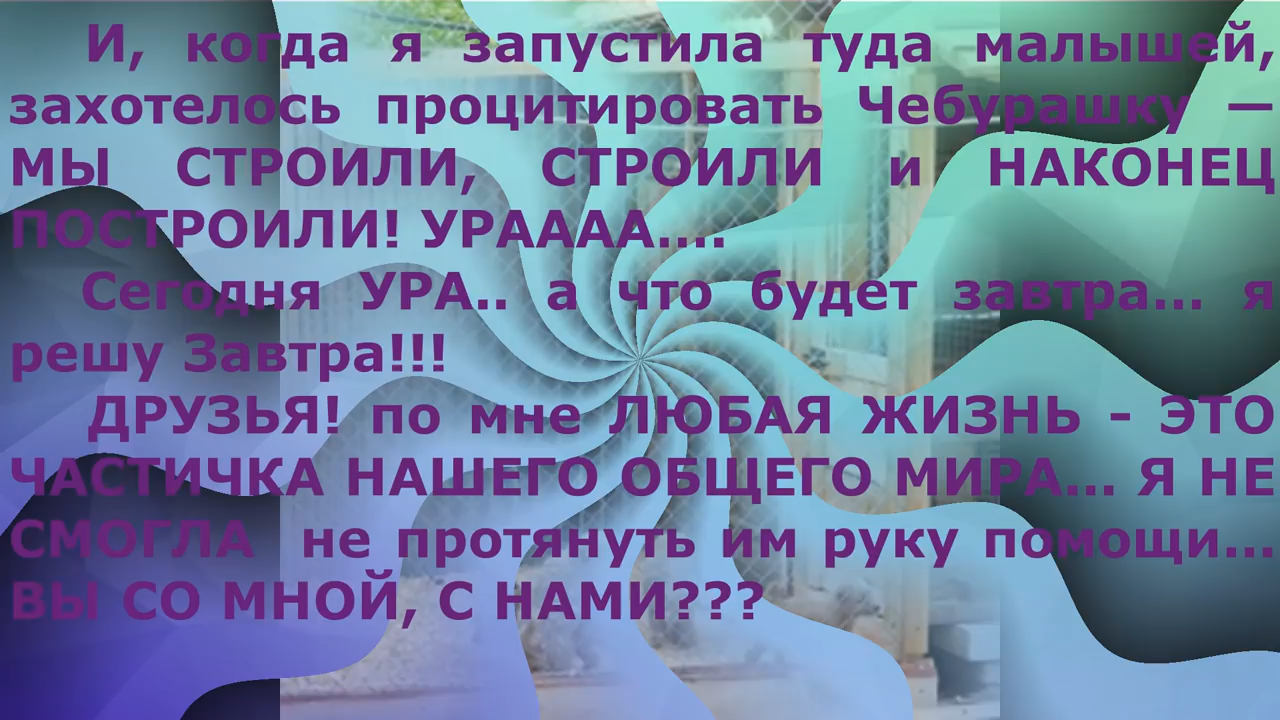 И, когда я запустила туда малышей,
захотелось процитировать Чебурашку —
МЫ СТРОИЛИ, СТРОИЛИ и НАКОНЕЦ
ПОСТРОИЛИ! УРАААА....
Сегодня УРА.. а что будет завтра... я
решу Завтра!!!
ДРУЗЬЯ! по мне ЛЮБАЯ ЖИЗНЬ - ЭТО
ЧАСТИЧКА НАШЕГО ОБЩЕГО МИРА... Я НЕ
СМОГЛА не протянуть им руку помощи...
ВЫ СО МНОЙ, С НАМИ???